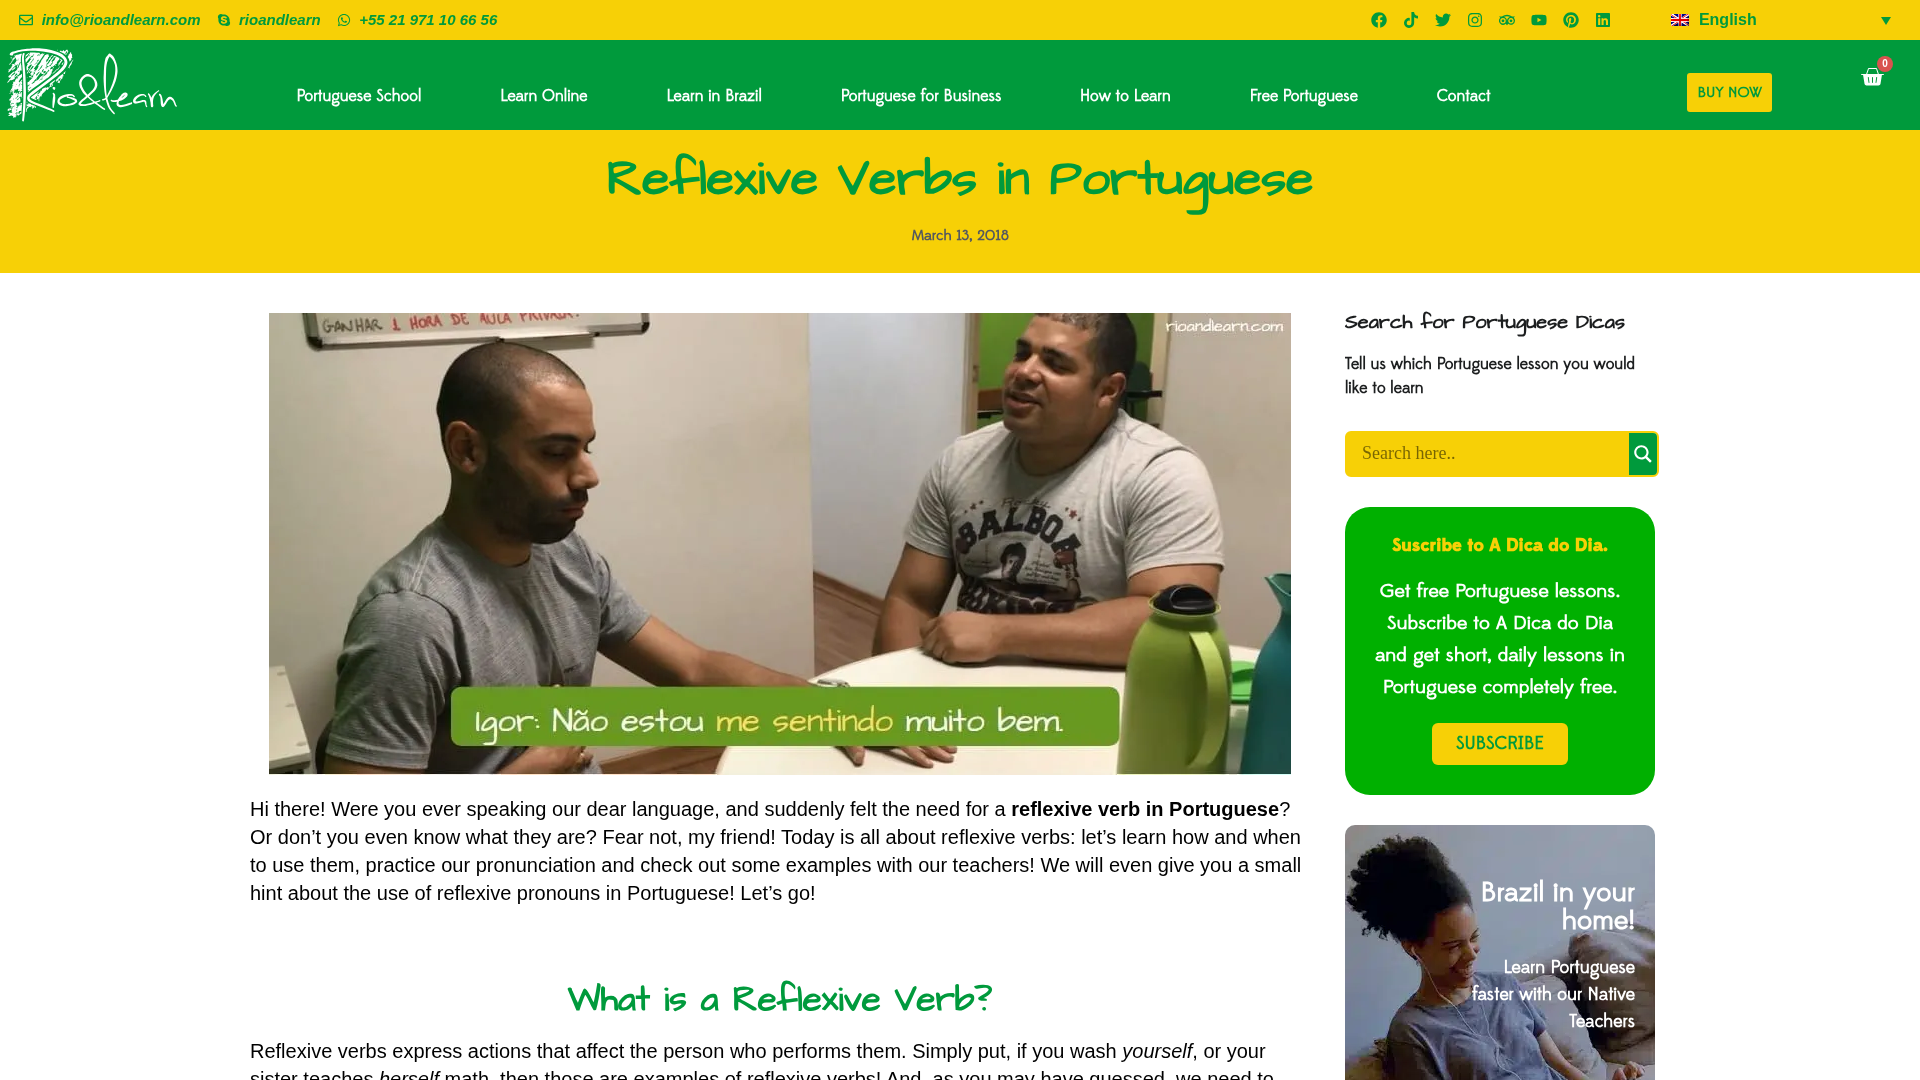 info@rioandlearn.com rioandlearn +55 21 971 10 66 56 English
Rio&learn
0
Portuguese School Learn Online Learn in Brazil Portuguese for Business How to Learn Free Portuguese Contact BUY NOW
Reflexive Verbs in Portuguese
March 13, 2018
GANHAR 1 HORA DE AULA PRIVADA!
rioandlearn.com
BALBOA
Igor: Não estou me sentindo muito bem.
Hi there! Were you ever speaking our dear language, and suddenly felt the need for a reflexive verb in Portuguese?
Or don’t you even know what they are? Fear not, my friend! Today is all about reflexive verbs: let’s learn how and when
to use them, practice our pronunciation and check out some examples with our teachers! We will even give you a small
hint about the use of reflexive pronouns in Portuguese! Let’s go!
What is a Reflexive Verb?
Reflexive verbs express actions that affect the person who performs them. Simply put, if you wash yourself, or your
sister teaches herself math, then those are examples of reflexive verbs! And, as you may have guessed, we need to
Search for Portuguese Dicas
Tell us which Portuguese lesson you would
like to learn
Search here..
Suscribe to A Dica do Dia.
Get free Portuguese lessons.
Subscribe to A Dica do Dia
and get short, daily lessons in
Portuguese completely free.
SUBSCRIBE
Brazil in your
home!
Learn Portuguese
faster with our Native
Teachers